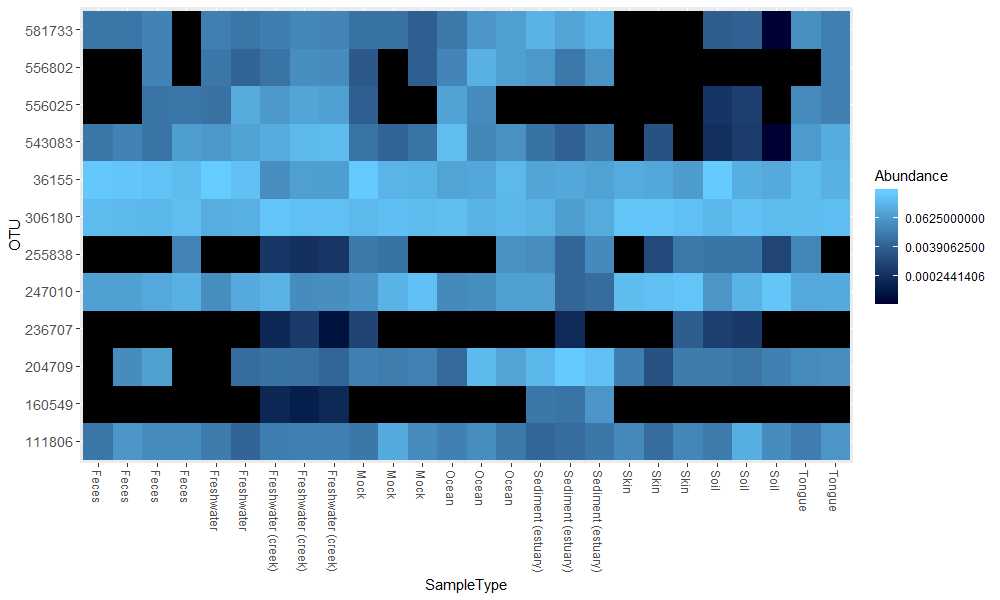 OTU
581733
556802
556025
543083
36155
306180
255838
247010
236707
204709
160549
111806
Feces
Feces
Feces
Feces
Freshwater
Freshwater
Freshwater (creek)
Freshwater (creek)
Freshwater (creek)
Mock
Mock
Mock
Ocean
Ocean
Ocean
Sediment (estuary)
Sediment (estuary)
Sediment (estuary)
Skin
Skin
Skin
Soil
Soil
Soil
Tongue
Tongue
SampleType
Abundance
0.0625000000
0.0039062500
0.0002441406